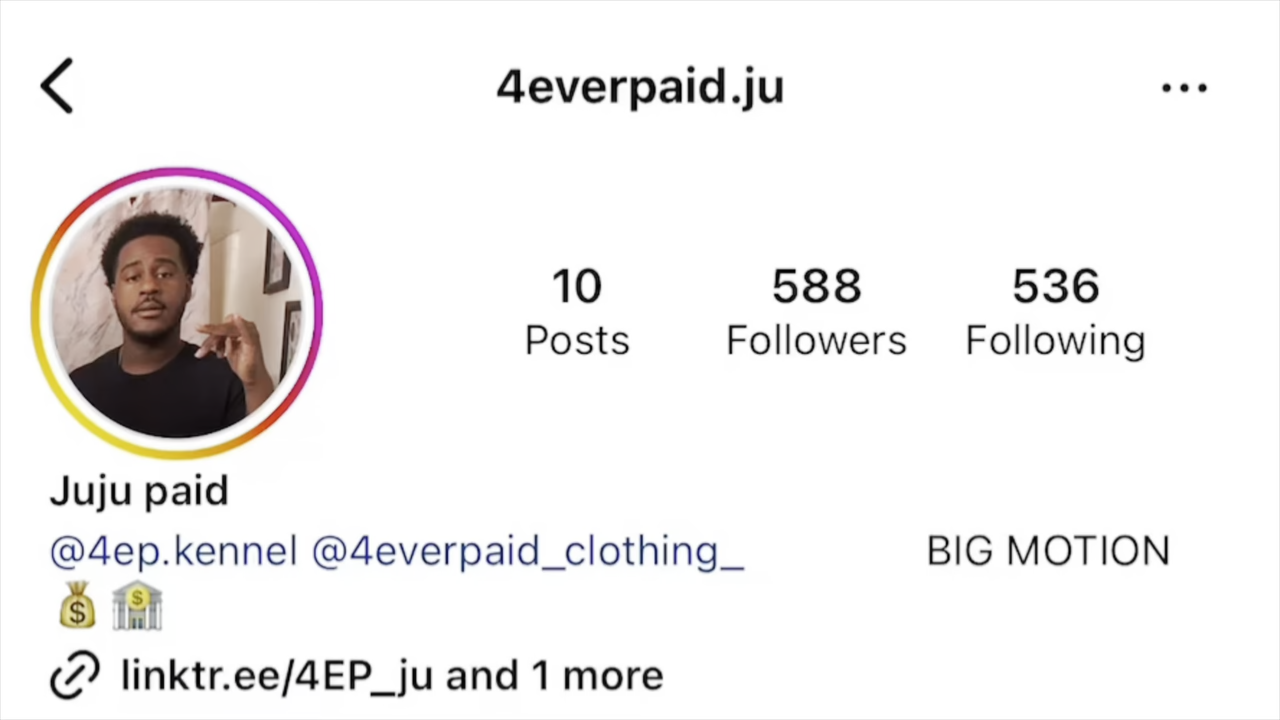 4everpaid.ju
10 588 536
Posts Followers Following
Juju paid
@4ep.kennel @4everpaid_clothing_ BIG MOTION
💰🏦
linktr.ee/4EP_ju and 1 more